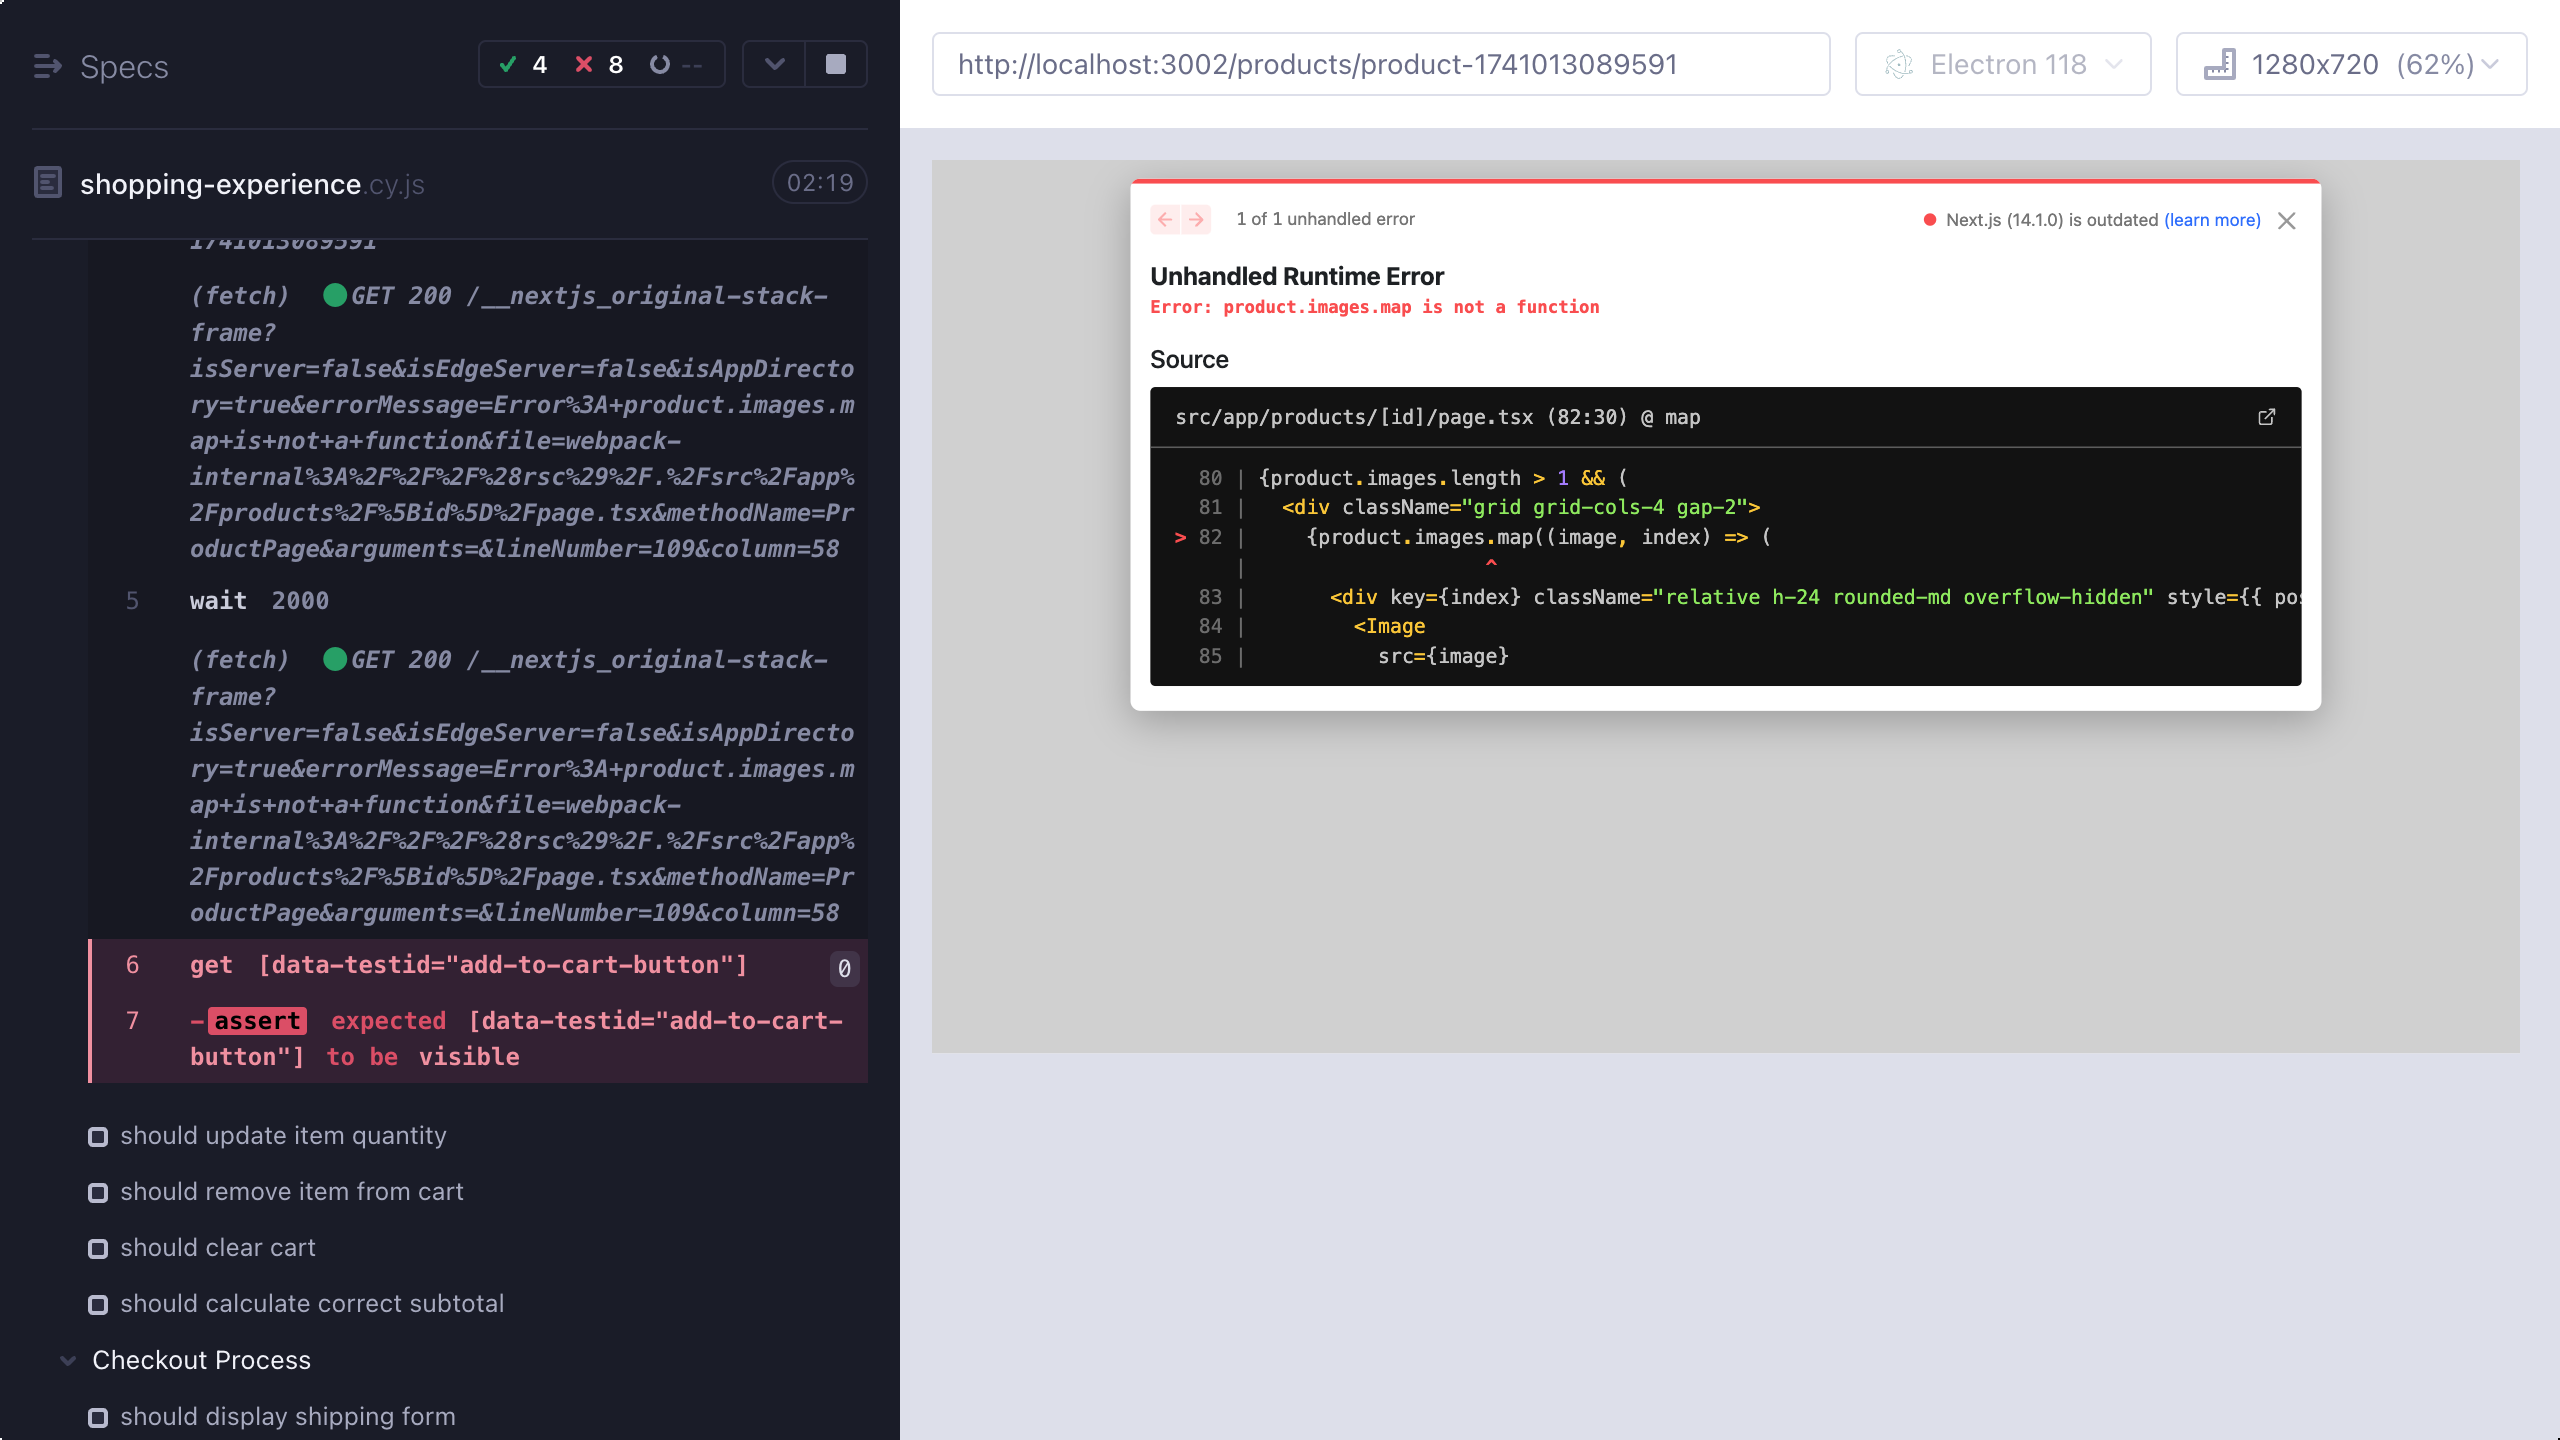 Specs
4 8 --
http://localhost:3002/products/product-1741013089591
Electron 118
1280x720 (62%)
shopping-experience.cy.js
02:19
1741013089591
(fetch) GET 200 /__nextjs_original-stack-
frame?
isServer=false&isEdgeServer=false&isAppDirecto
ry=true&errorMessage=Error%3A+product.images.m
ap+is+not+a+function&file=webpack-
internal%3A%2F%2F%2F%28rsc%29%2F.%2Fsrc%2Fapp%
2Fproducts%2F%5Bid%5D%2Fpage.tsx&methodName=Pr
oductPage&arguments=&lineNumber=109&column=58
5 wait 2000
(fetch) GET 200 /__nextjs_original-stack-
frame?
isServer=false&isEdgeServer=false&isAppDirecto
ry=true&errorMessage=Error%3A+product.images.m
ap+is+not+a+function&file=webpack-
internal%3A%2F%2F%2F%28rsc%29%2F.%2Fsrc%2Fapp%
2Fproducts%2F%5Bid%5D%2Fpage.tsx&methodName=Pr
oductPage&arguments=&lineNumber=109&column=58
6 get [data-testid="add-to-cart-button"] 0
7 -assert expected [data-testid="add-to-cart-
button"] to be visible
should update item quantity
should remove item from cart
should clear cart
should calculate correct subtotal
Checkout Process
should display shipping form
1 of 1 unhandled error
Next.js (14.1.0) is outdated (learn more)
Unhandled Runtime Error
Error: product.images.map is not a function
Source
src/app/products/[id]/page.tsx (82:30) @ map
80 | {product.images.length > 1 && (
81 | <div className="grid grid-cols-4 gap-2">
> 82 | {product.images.map((image, index) => (
| ^
83 | <div key={index} className="relative h-24 rounded-md overflow-hidden" style={{ pos
84 | <Image
85 | src={image}